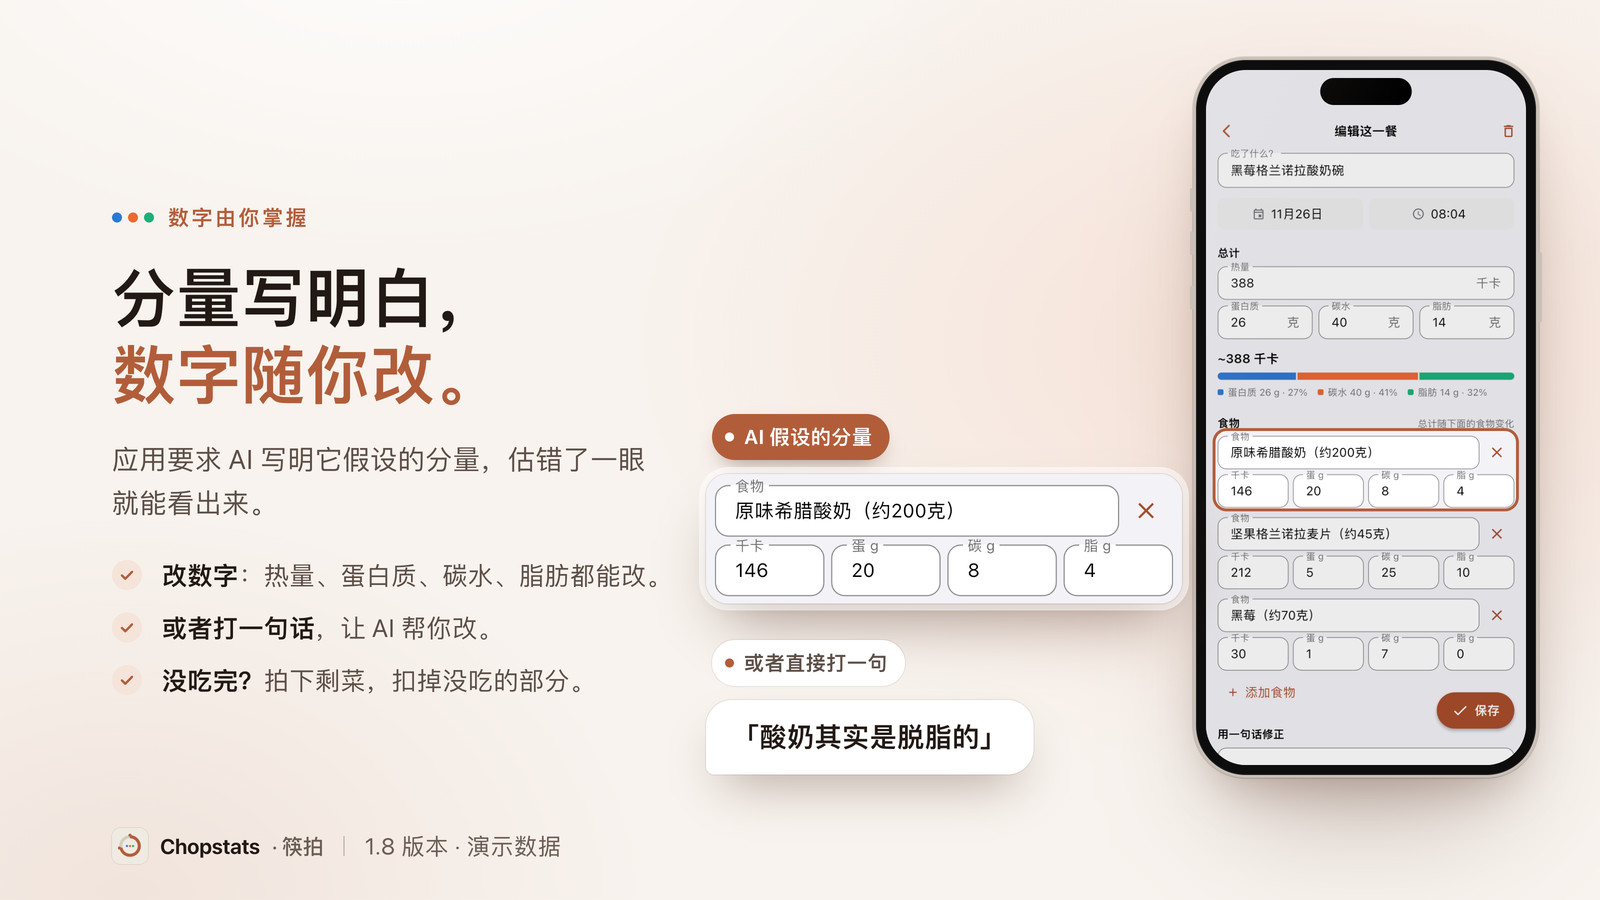 数字由你掌握
分量写明白，
数字随你改。
应用要求 AI 写明它假设的分量，估错了一眼
就能看出来。
改数字：热量、蛋白质、碳水、脂肪都能改。
或者打一句话，让 AI 帮你改。
没吃完？拍下剩菜，扣掉没吃的部分。
Chopstats · 筷拍 | 1.8 版本 · 演示数据
AI 假设的分量
食物
原味希腊酸奶（约200克）
千卡 蛋 g 碳 g 脂 g
146 20 8 4
或者直接打一句
「酸奶其实是脱脂的」
编辑这一餐
吃了什么？
黑莓格兰诺拉酸奶碗
11月26日 08:04
总计
热量
388 千卡
蛋白质 碳水 脂肪
26 克 40 克 14 克
~388 千卡
蛋白质 26 g · 27% 碳水 40 g · 41% 脂肪 14 g · 32%
食物 总计随下面的食物变化
食物
原味希腊酸奶（约200克）
千卡 蛋 g 碳 g 脂 g
146 20 8 4
食物
坚果格兰诺拉麦片（约45克）
千卡 蛋 g 碳 g 脂 g
212 5 25 10
食物
黑莓（约70克）
千卡 蛋 g 碳 g 脂 g
30 1 7 0
+ 添加食物
保存
用一句话修正